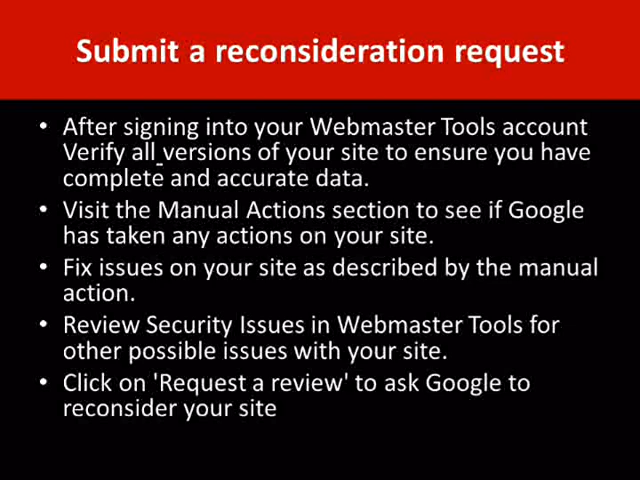 Submit a reconsideration request
• After signing into your Webmaster Tools account
Verify all versions of your site to ensure you have
complete and accurate data.
• Visit the Manual Actions section to see if Google
has taken any actions on your site.
• Fix issues on your site as described by the manual
action.
• Review Security Issues in Webmaster Tools for
other possible issues with your site.
• Click on 'Request a review' to ask Google to
reconsider your site